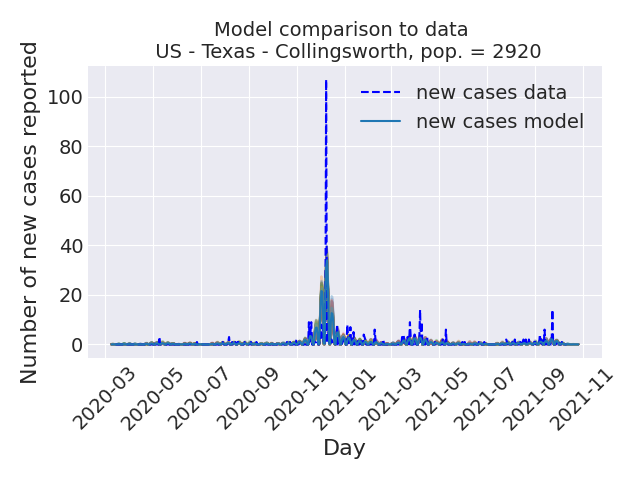 Model comparison to data
US - Texas - Collingsworth, pop. = 2920
Number of new cases reported
100
80
60
40
20
0
new cases data
new cases model
2020-03
2020-05
2020-07
2020-09
2020-11
2021-01
2021-03
2021-05
2021-07
2021-09
2021-11
Day